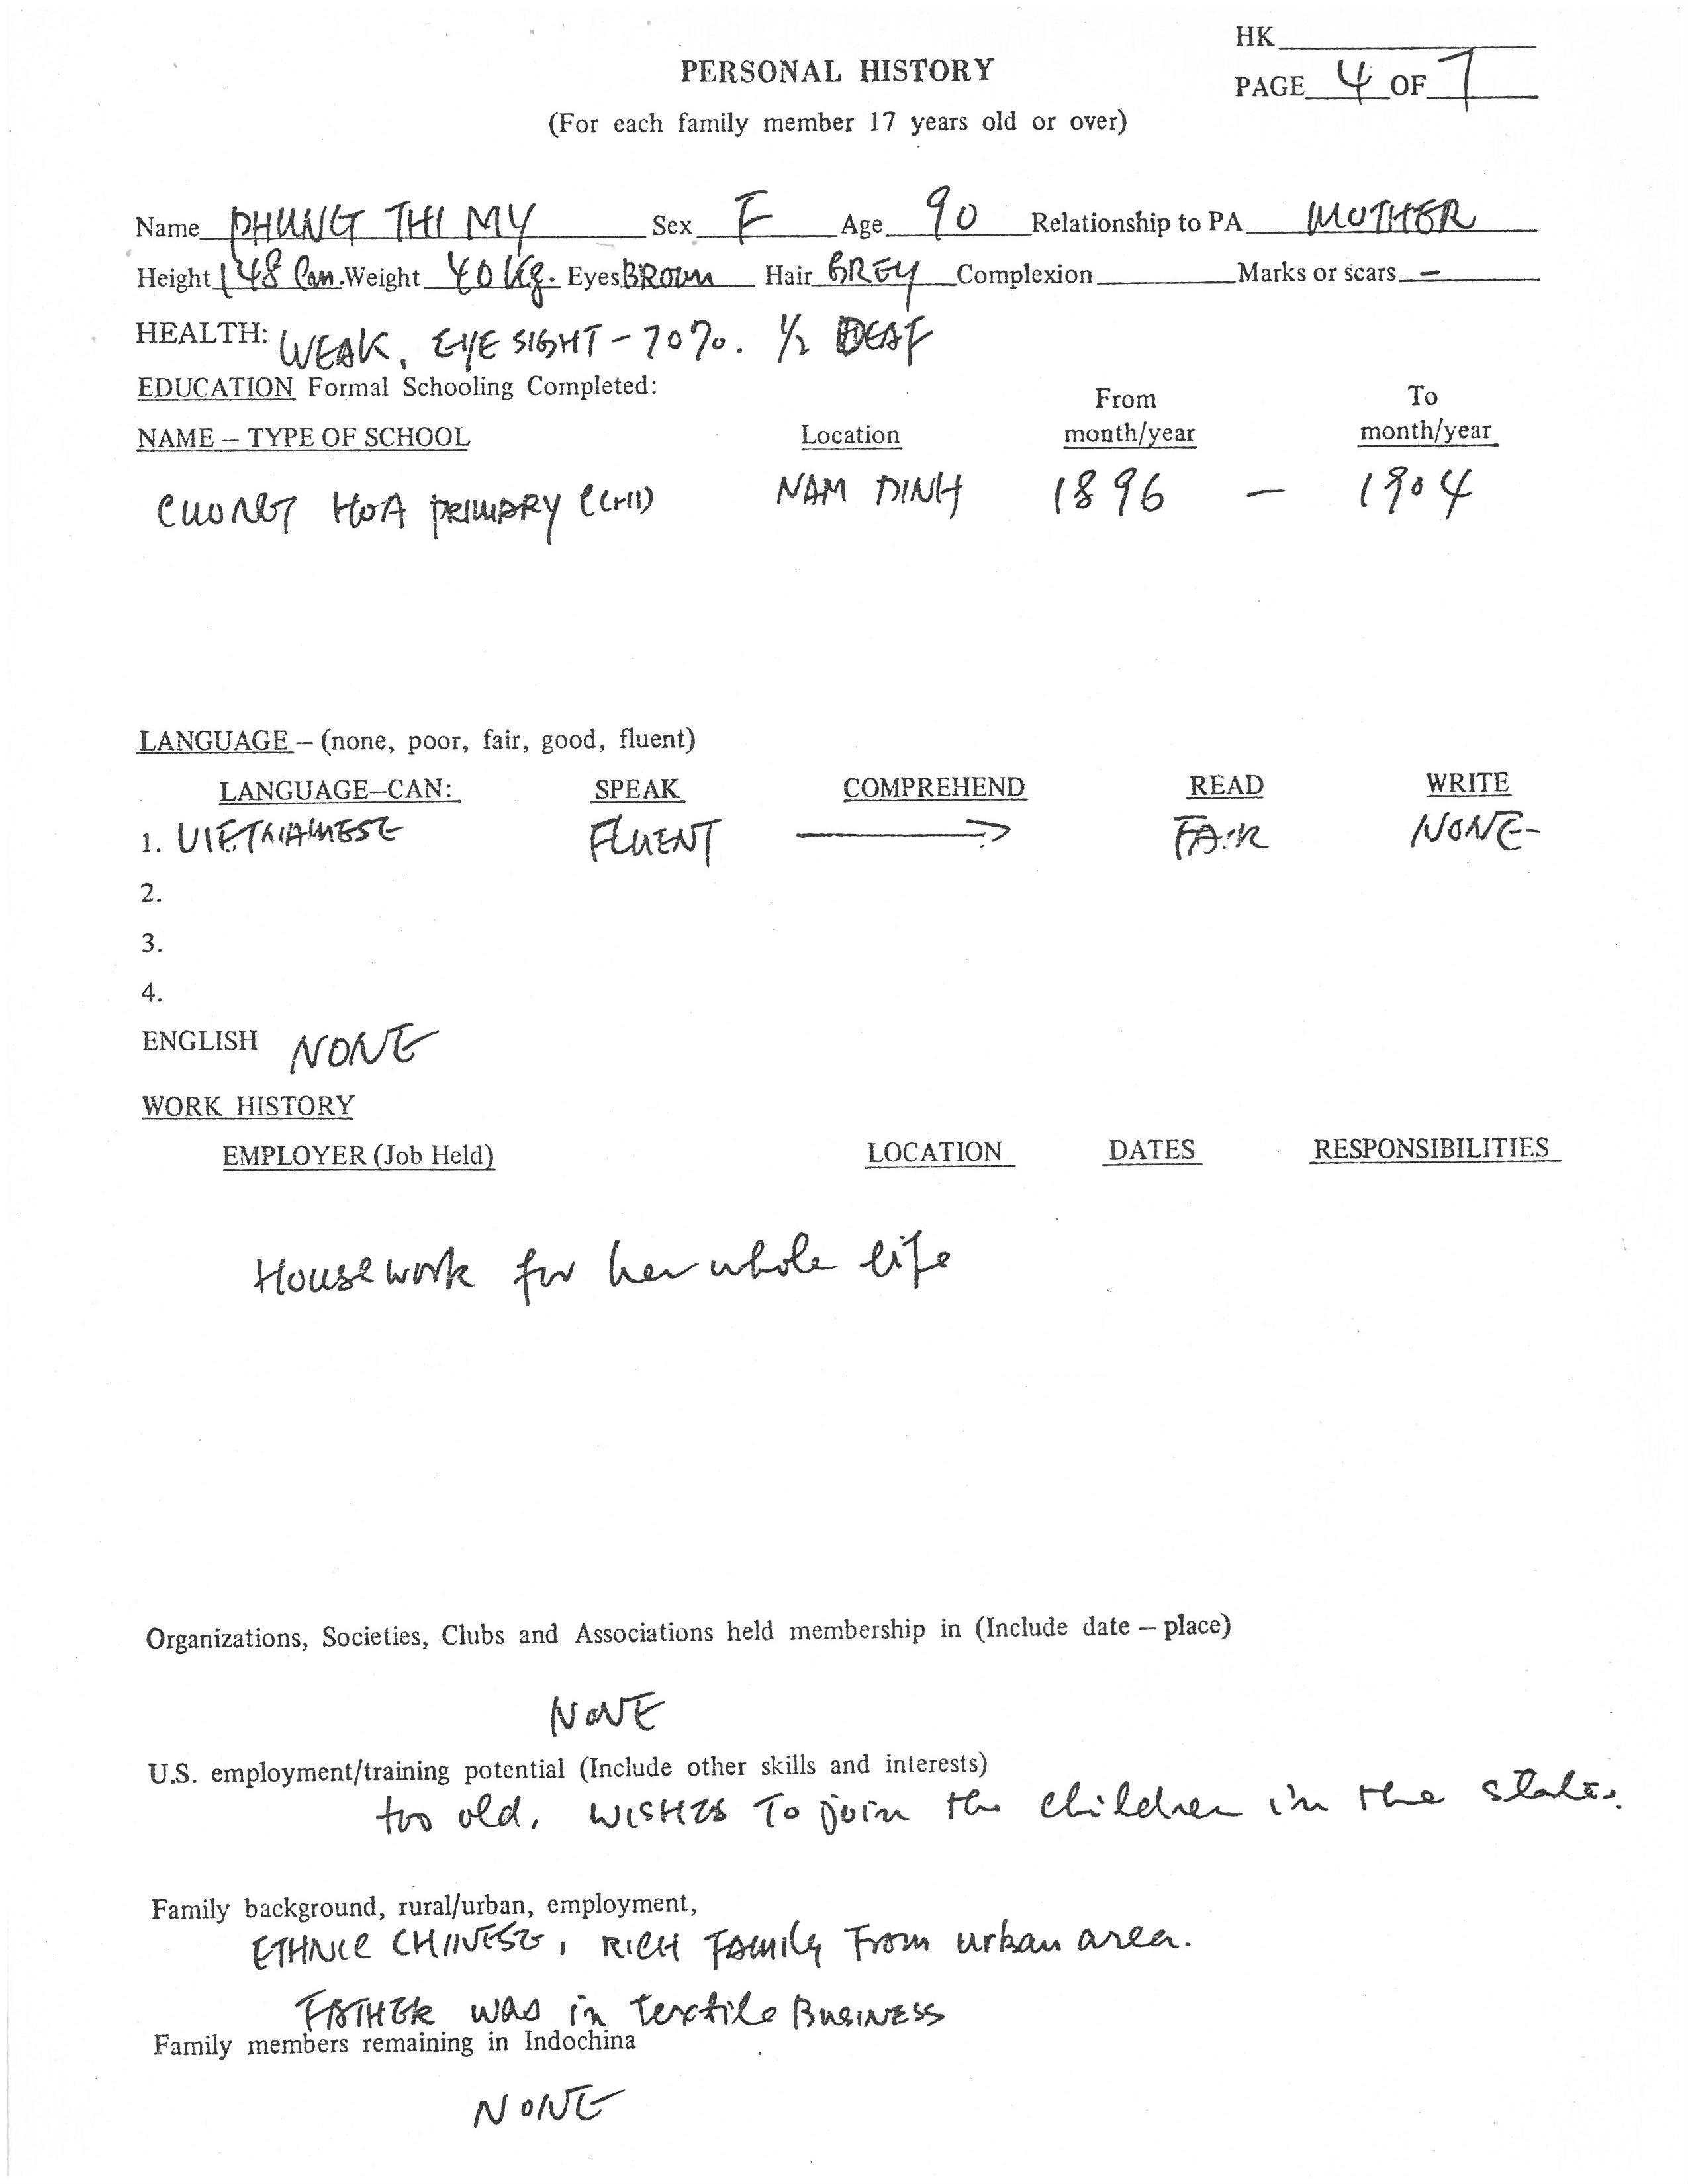 HK
PERSONAL HISTORY
PAGE 4 OF 7
(For each family member 17 years old or over)
Name PHUNG THI MY Sex F Age 90 Relationship to PA MOTHER
Height 148 Cm. Weight 40 Kg. Eyes BROWN Hair GREY Complexion Marks or scars –
HEALTH: WEAK, EYE SIGHT - 70%. 1/2 DEAF
EDUCATION Formal Schooling Completed:
From To
NAME – TYPE OF SCHOOL Location month/year month/year
CHONG HOA PRIMARY (CHI) NAM DINH 1896 – 1904
LANGUAGE – (none, poor, fair, good, fluent)
LANGUAGE–CAN: SPEAK COMPREHEND READ WRITE
1. VIETNAMESE FLUENT → FAIR NONE
2.
3.
4.
ENGLISH NONE
WORK HISTORY
EMPLOYER (Job Held) LOCATION DATES RESPONSIBILITIES
Housework for her whole life
Organizations, Societies, Clubs and Associations held membership in (Include date – place)
NONE
U.S. employment/training potential (Include other skills and interests)
too old. WISHES To join the children in the states.
Family background, rural/urban, employment,
ETHNIC CHINESE, RICH FAMILY From urban area.
FATHER was in textile BUSINESS
Family members remaining in Indochina
NONE